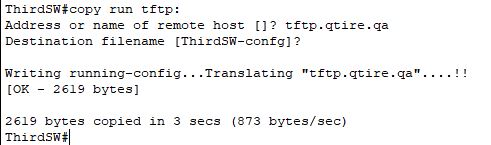 ThirdSW#copy run tftp:
Address or name of remote host []? tftp.qtire.qa
Destination filename [ThirdSW-confg]?
Writing running-config...Translating "tftp.qtire.qa"....!!
[OK - 2619 bytes]
2619 bytes copied in 3 secs (873 bytes/sec)
ThirdSW#